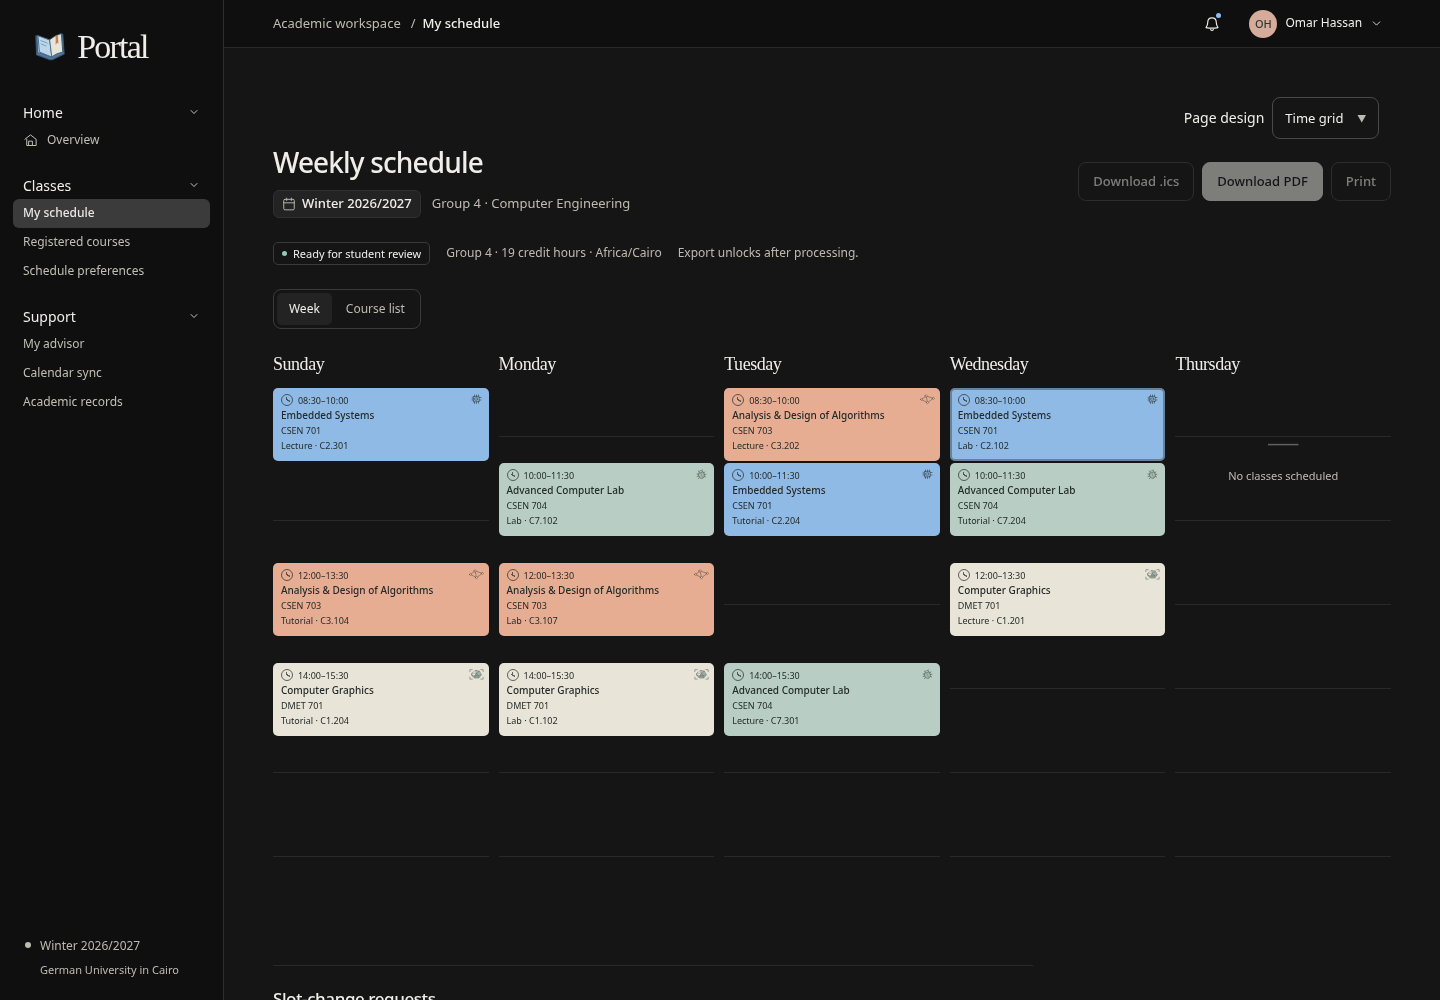 Portal
Home
Overview
Classes
My schedule
Registered courses
Schedule preferences
Support
My advisor
Calendar sync
Academic records
Winter 2026/2027
German University in Cairo
Academic workspace / My schedule
OH Omar Hassan
Page design Time grid
Weekly schedule
Winter 2026/2027 Group 4 · Computer Engineering
Download .ics Download PDF Print
Ready for student review Group 4 · 19 credit hours · Africa/Cairo Export unlocks after processing.
Week Course list
Sunday
08:30–10:00
Embedded Systems
CSEN 701
Lecture · C2.301
12:00–13:30
Analysis & Design of Algorithms
CSEN 703
Tutorial · C3.104
14:00–15:30
Computer Graphics
DMET 701
Tutorial · C1.204
Monday
10:00–11:30
Advanced Computer Lab
CSEN 704
Lab · C7.102
12:00–13:30
Analysis & Design of Algorithms
CSEN 703
Lab · C3.107
14:00–15:30
Computer Graphics
DMET 701
Lab · C1.102
Tuesday
08:30–10:00
Analysis & Design of Algorithms
CSEN 703
Lecture · C3.202
10:00–11:30
Embedded Systems
CSEN 701
Tutorial · C2.204
14:00–15:30
Advanced Computer Lab
CSEN 704
Lecture · C7.301
Wednesday
08:30–10:00
Embedded Systems
CSEN 701
Lab · C2.102
10:00–11:30
Advanced Computer Lab
CSEN 704
Tutorial · C7.204
12:00–13:30
Computer Graphics
DMET 701
Lecture · C1.201
Thursday
No classes scheduled
Slot-change requests